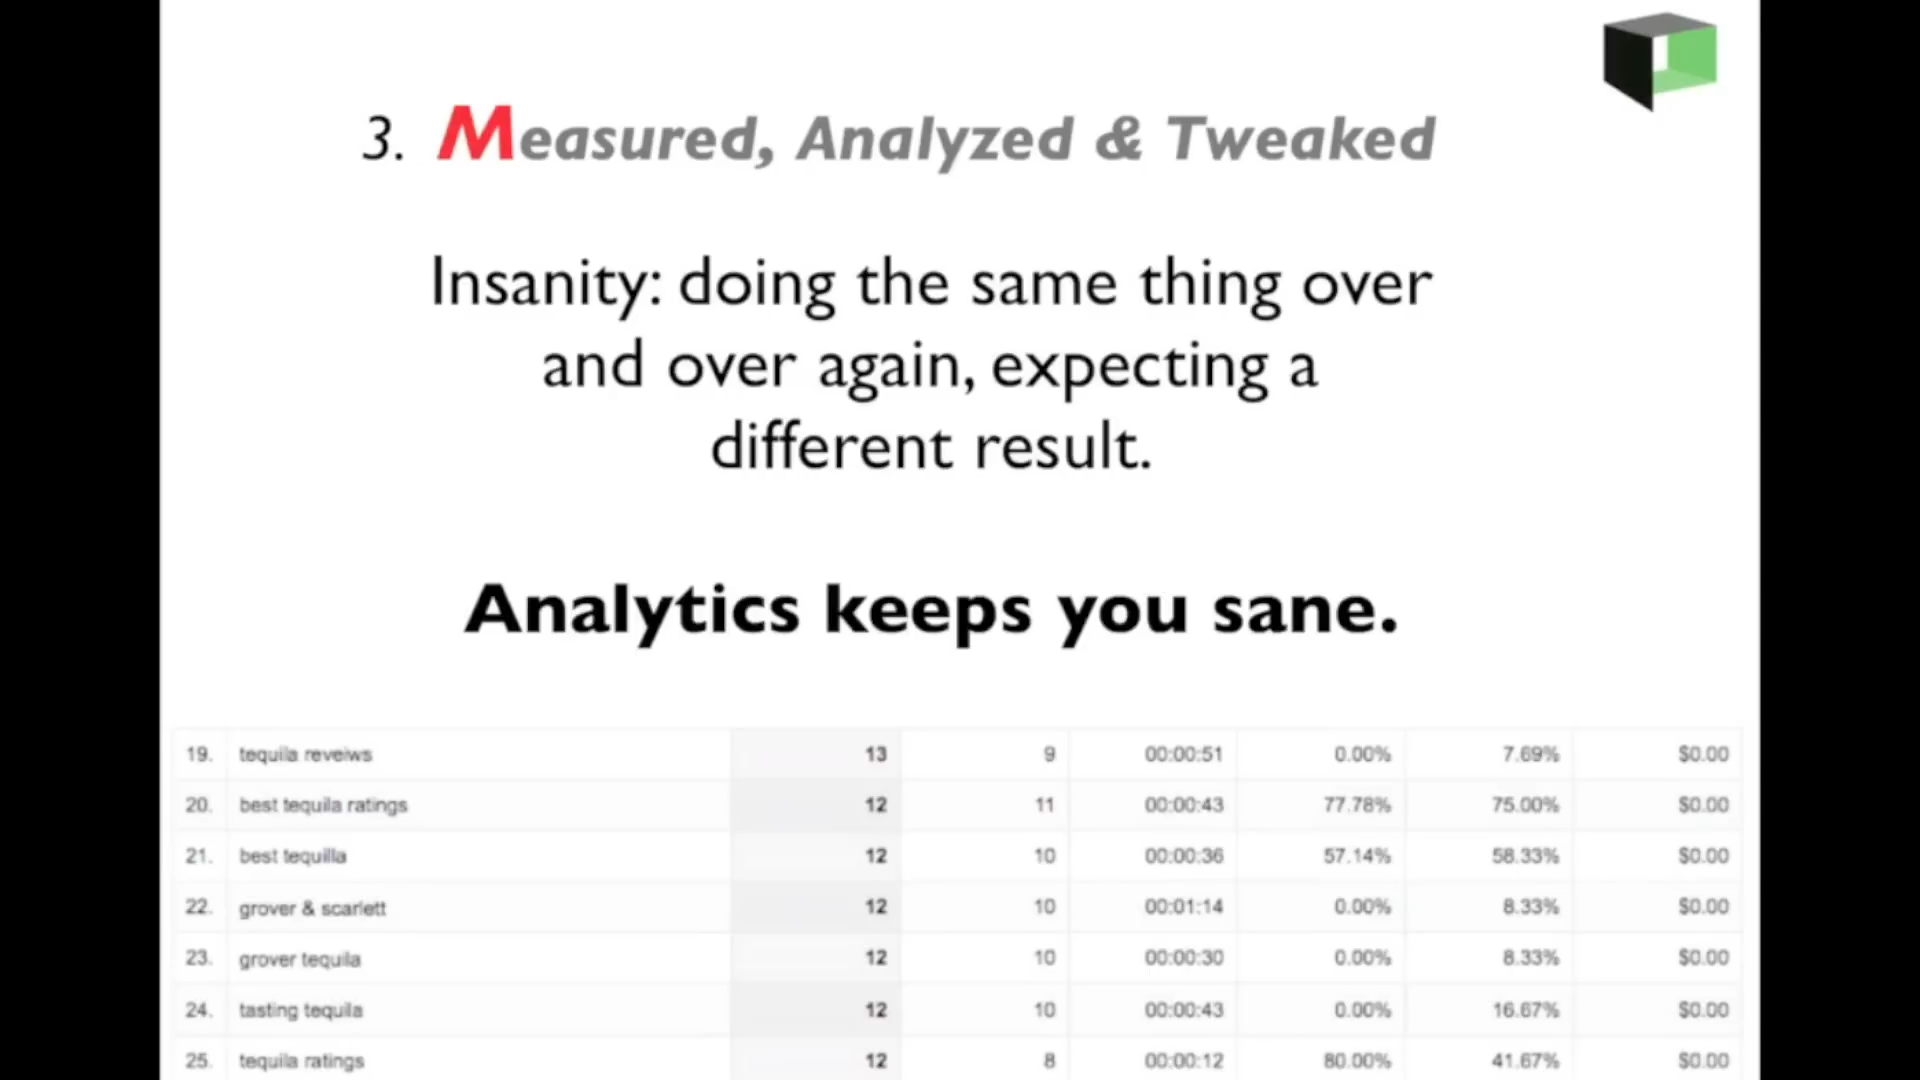 3. Measured, Analyzed & Tweaked
Insanity: doing the same thing over
and over again, expecting a
different result.
Analytics keeps you sane.
19. tequila reveiws 13 9 00:00:51 0.00% 7.69% $0.00
20. best tequila ratings 12 11 00:00:43 77.78% 75.00% $0.00
21. best tequilla 12 10 00:00:36 57.14% 58.33% $0.00
22. grover & scarlett 12 10 00:01:14 0.00% 8.33% $0.00
23. grover tequila 12 10 00:00:30 0.00% 8.33% $0.00
24. tasting tequila 12 10 00:00:43 0.00% 16.67% $0.00
25. tequila ratings 12 8 00:00:12 80.00% 41.67% $0.00